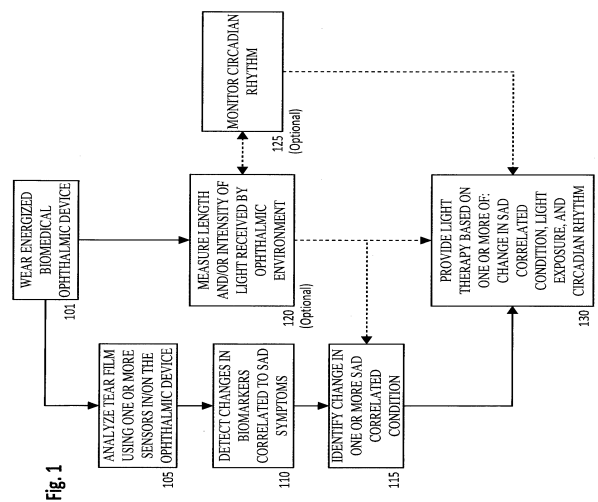 Fig. 1
WEAR ENERGIZED
BIOMEDICAL
OPHTHALMIC DEVICE
101
ANALYZE TEAR FILM
USING ONE OR MORE
SENSORS IN/ON THE
OPHTHALMIC DEVICE
105
DETECT CHANGES IN
BIOMARKERS
CORRELATED TO SAD
SYMPTOMS
110
IDENTIFY CHANGE IN
ONE OR MORE SAD
CORRELATED
CONDITION
115
MEASURE LENGTH
AND/OR INTENSITY OF
LIGHT RECEIVED BY
OPHTHALMIC
ENVIRONMENT
120
(Optional)
MONITOR CIRCADIAN
RHYTHM
125
(Optional)
PROVIDE LIGHT
THERAPY BASED ON
ONE OR MORE OF:
CHANGE IN SAD
CORRELATED
CONDITION, LIGHT
EXPOSURE, AND
CIRCADIAN RHYTHM
130